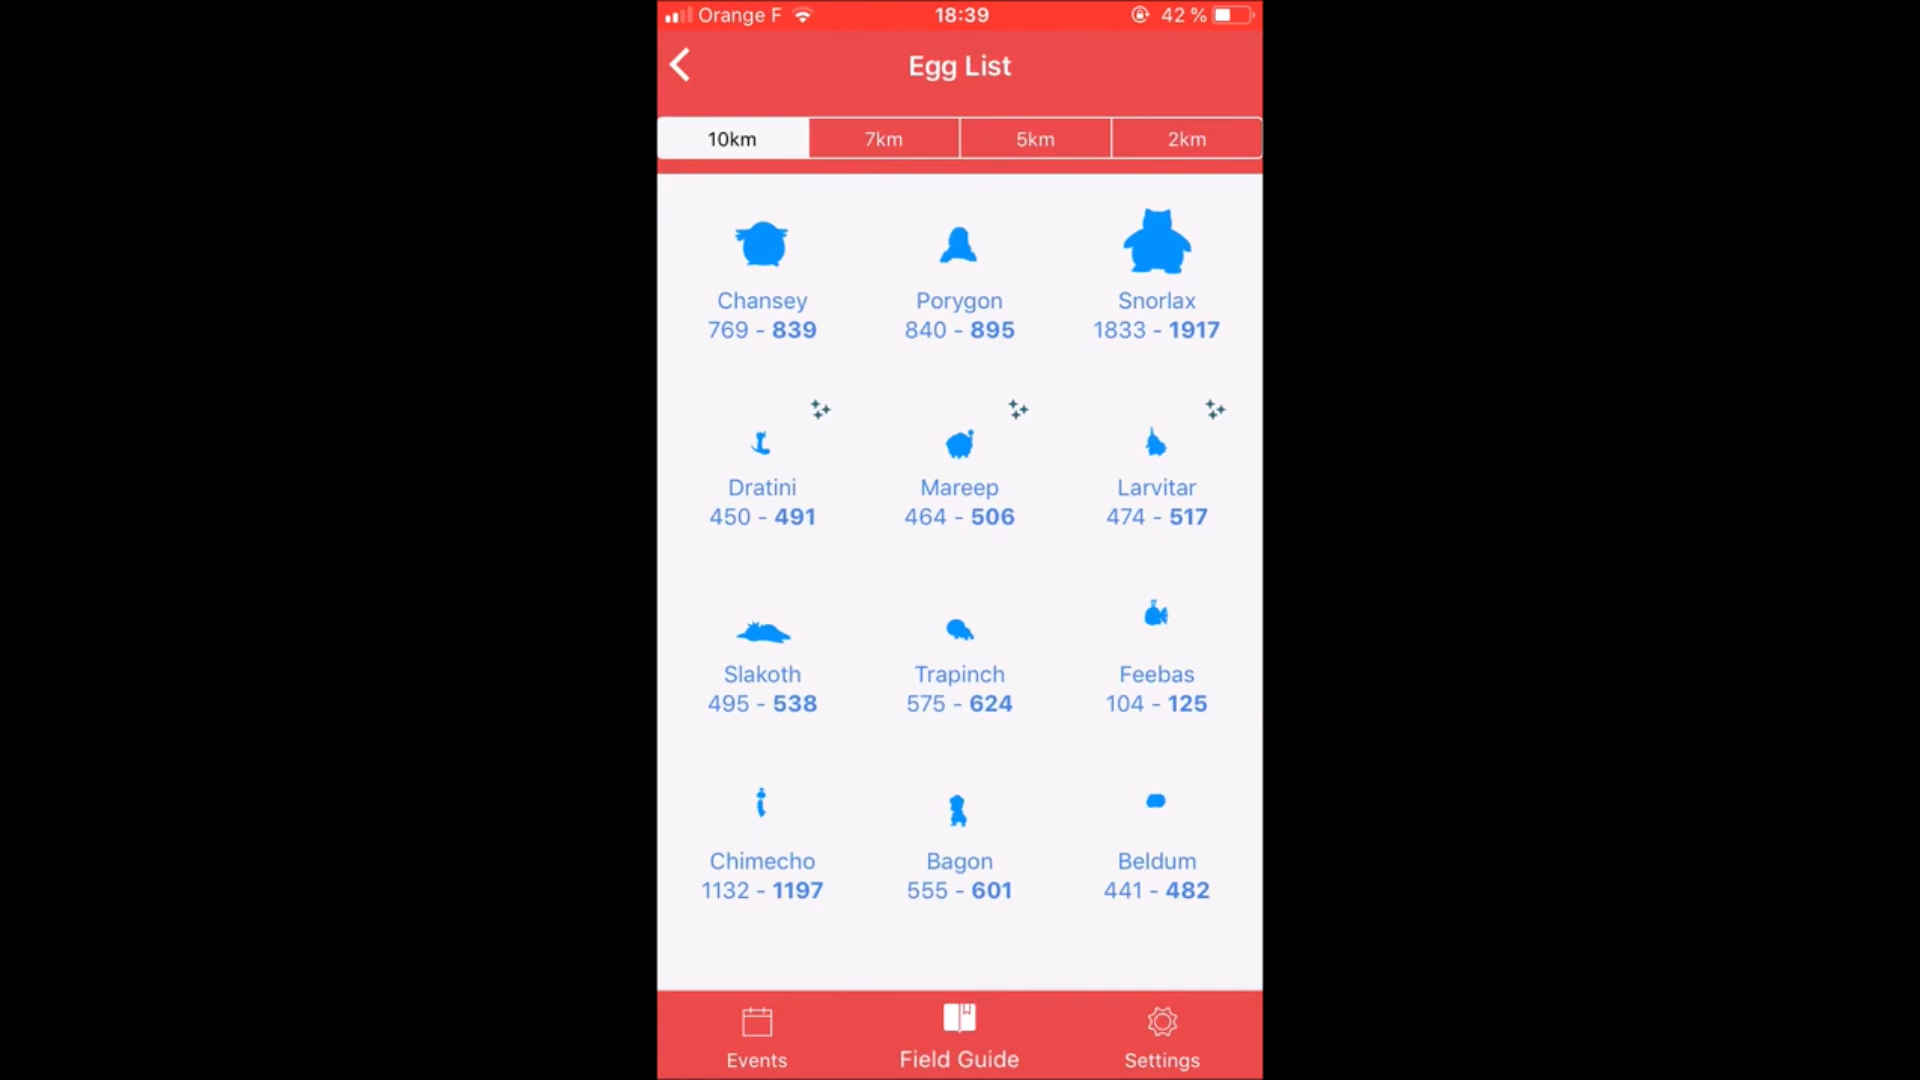 Orange F 18:39 42 %
Egg List
10km 7km 5km 2km
Chansey Porygon Snorlax
769 - 839 840 - 895 1833 - 1917
Dratini Mareep Larvitar
450 - 491 464 - 506 474 - 517
Slakoth Trapinch Feebas
495 - 538 575 - 624 104 - 125
Chimecho Bagon Beldum
1132 - 1197 555 - 601 441 - 482
Events Field Guide Settings